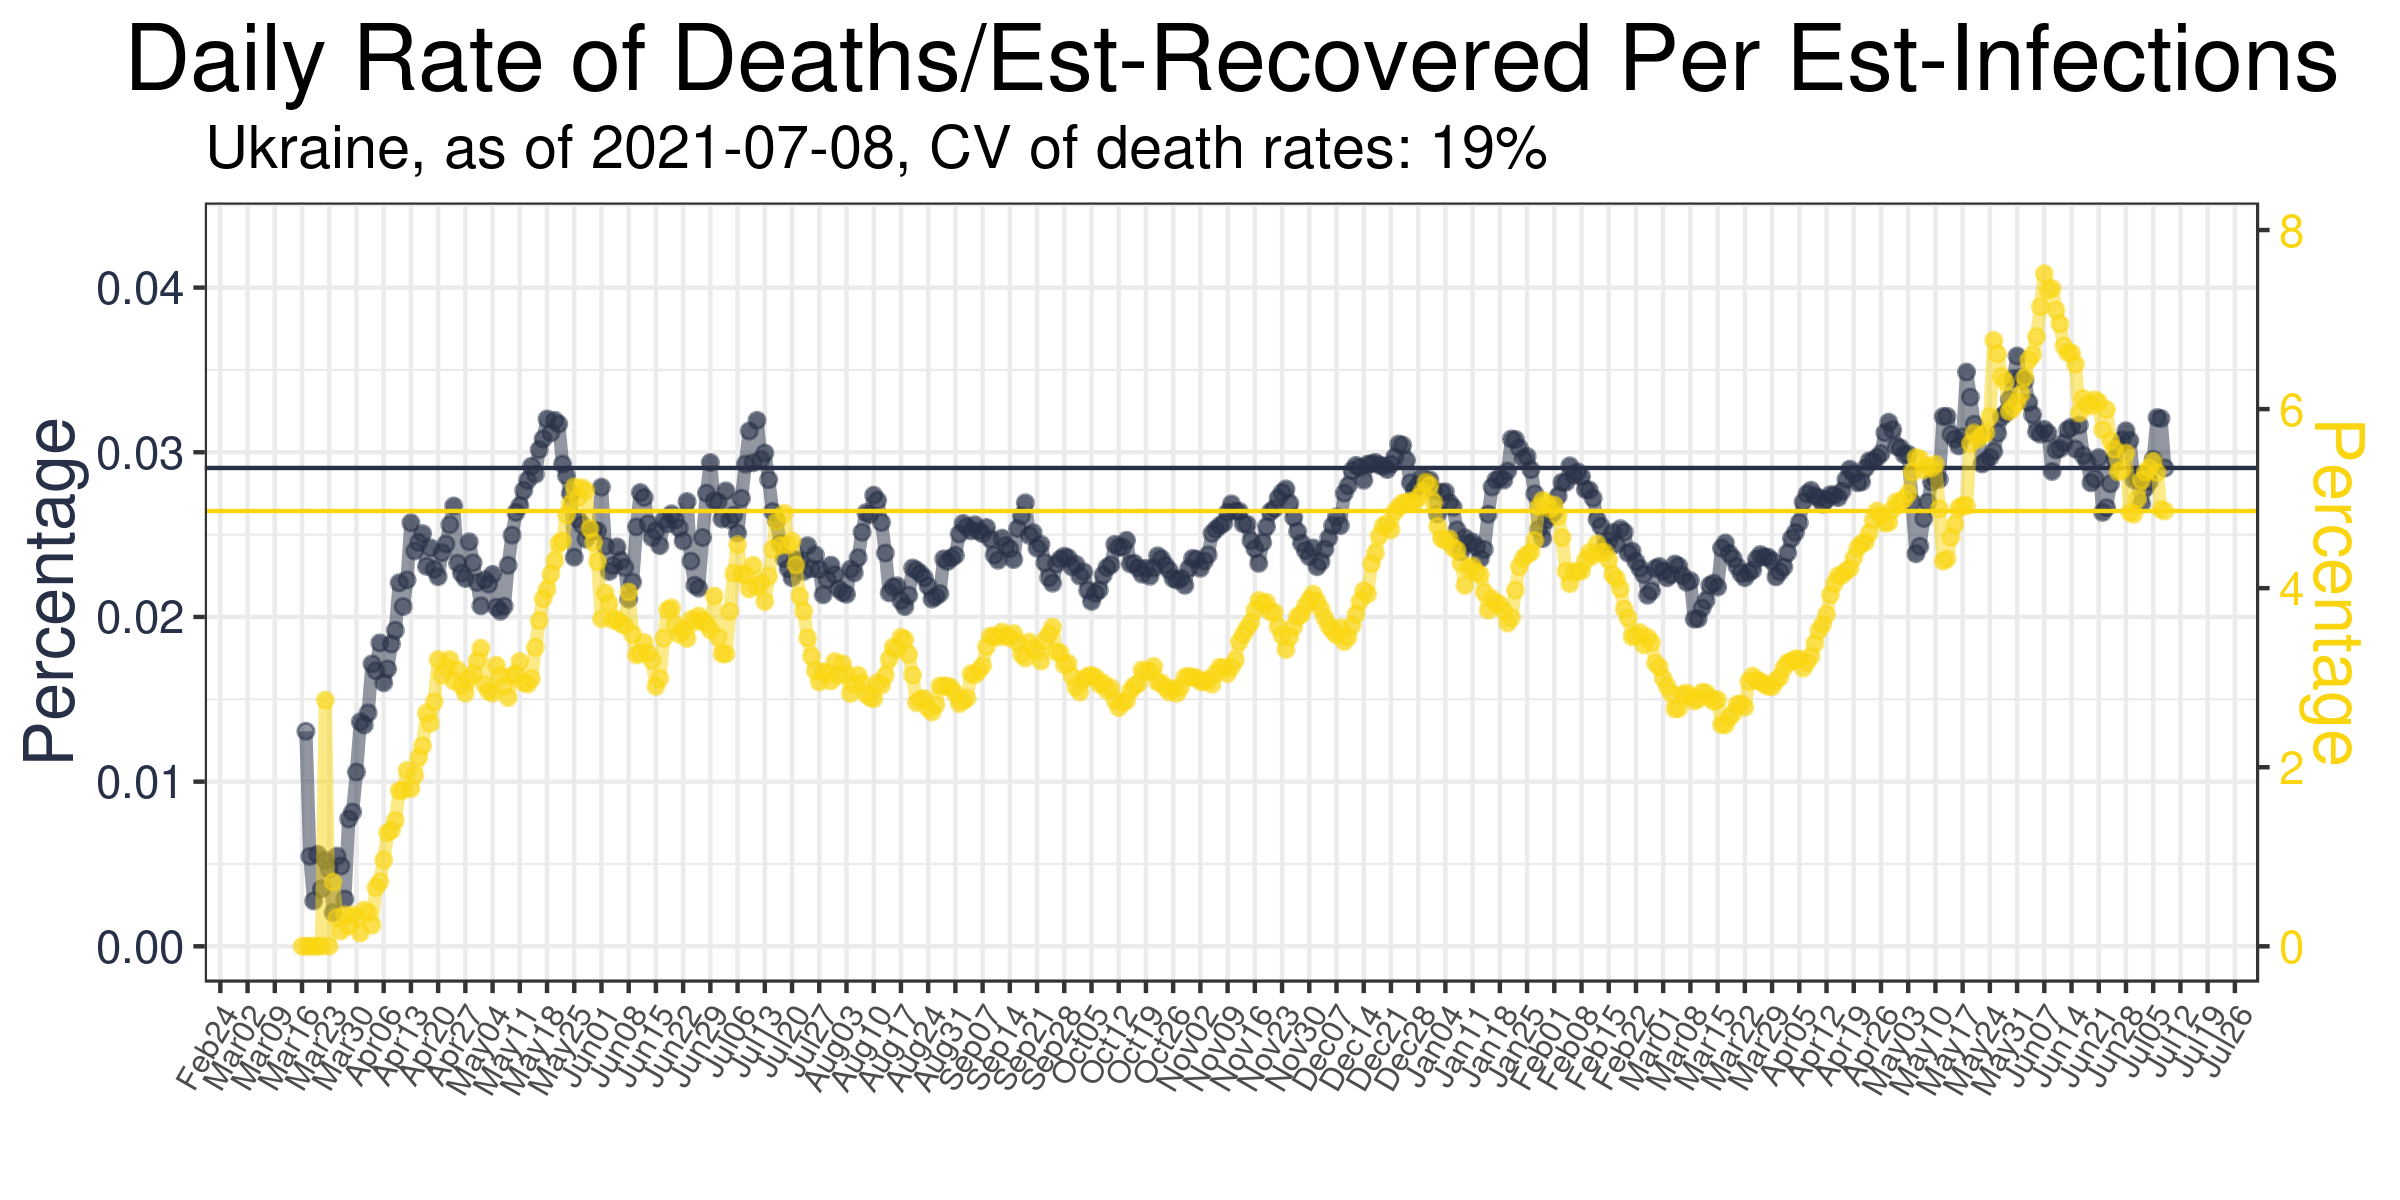 Daily Rate of Deaths/Est-Recovered Per Est-Infections
Ukraine, as of 2021-07-08, CV of death rates: 19%
Percentage
0.04
0.03
0.02
0.01
0.00
8
6
4
2
0
Percentage
Feb24
Mar02
Mar09
Mar16
Mar23
Mar30
Apr06
Apr13
Apr20
Apr27
May04
May11
May18
May25
Jun01
Jun08
Jun15
Jun22
Jun29
Jul06
Jul13
Jul20
Jul27
Aug03
Aug10
Aug17
Aug24
Aug31
Sep07
Sep14
Sep21
Sep28
Oct05
Oct12
Oct19
Oct26
Nov02
Nov09
Nov16
Nov23
Nov30
Dec07
Dec14
Dec21
Dec28
Jan04
Jan11
Jan18
Jan25
Feb01
Feb08
Feb15
Feb22
Mar01
Mar08
Mar15
Mar22
Mar29
Apr05
Apr12
Apr19
Apr26
May03
May10
May17
May24
May31
Jun07
Jun14
Jun21
Jun28
Jul05
Jul12
Jul19
Jul26